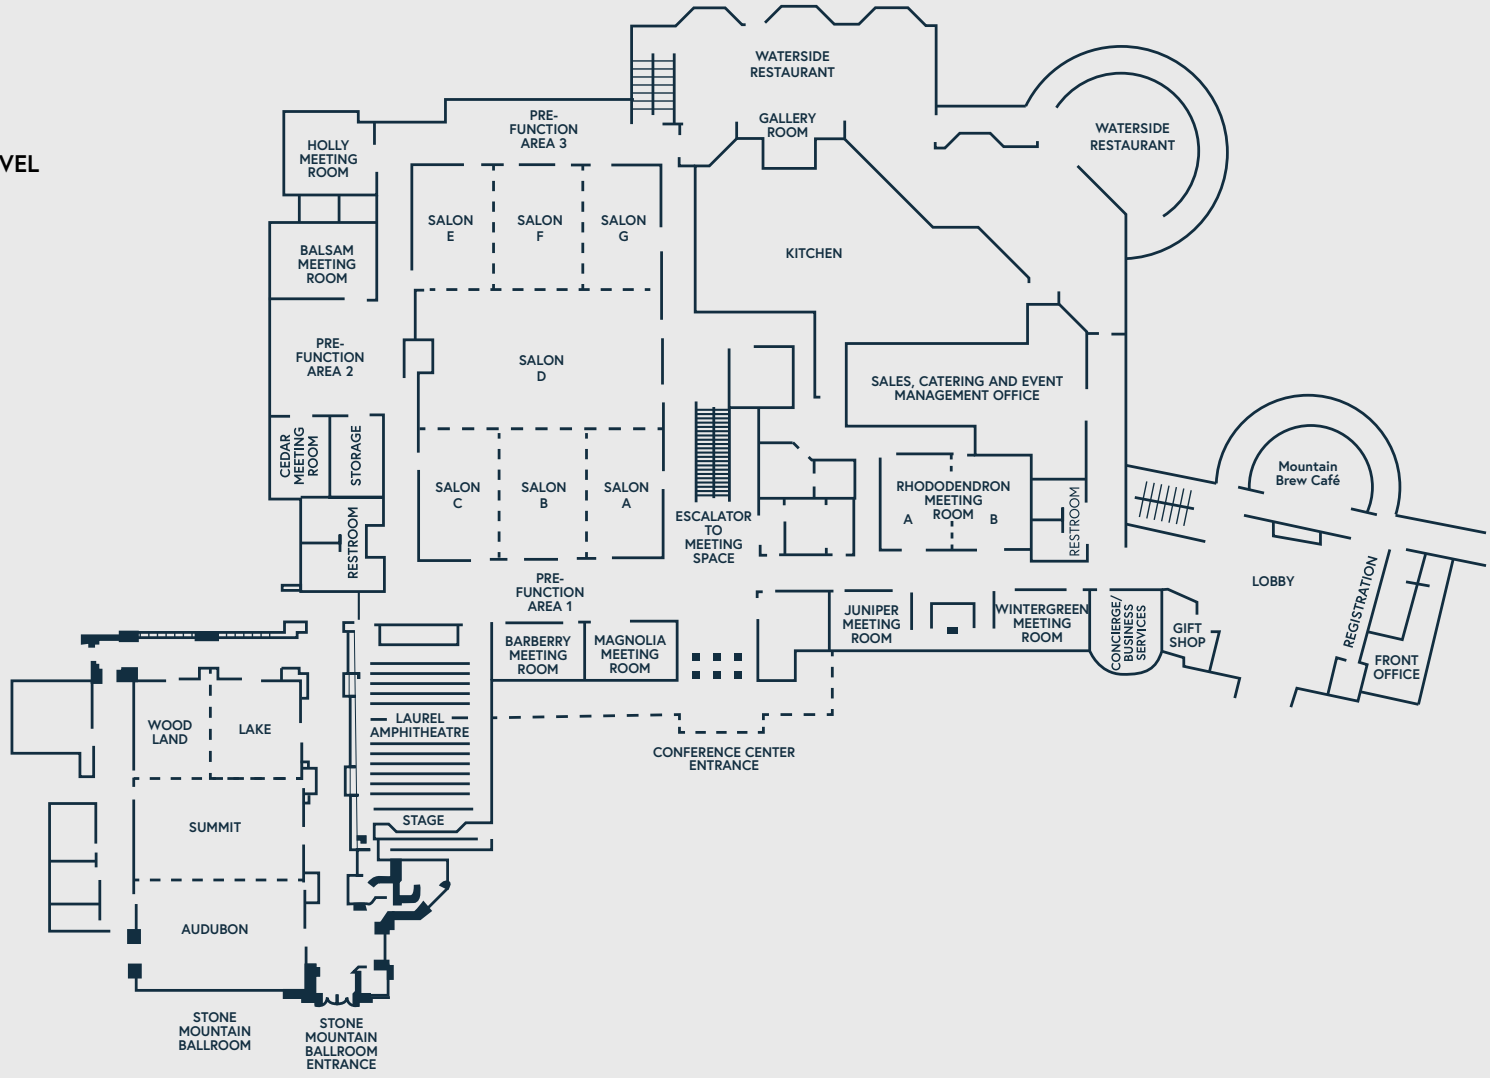 VEL
WATERSIDE
RESTAURANT
PRE-
FUNCTION
AREA 3
GALLERY
ROOM
WATERSIDE
RESTAURANT
HOLLY
MEETING
ROOM
SALON
E
SALON
F
SALON
G
BALSAM
MEETING
ROOM
KITCHEN
PRE-
FUNCTION
AREA 2
SALON
D
SALES, CATERING AND EVENT
MANAGEMENT OFFICE
CEDAR
MEETING
ROOM
STORAGE
SALON
C
SALON
B
SALON
A
RHODODENDRON
MEETING
ROOM
A
B
RESTROOM
Mountain
Brew Café
ESCALATOR
TO
MEETING
SPACE
RESTROOM
PRE-
FUNCTION
AREA 1
LOBBY
REGISTRATION
BARBERRY
MEETING
ROOM
MAGNOLIA
MEETING
ROOM
JUNIPER
MEETING
ROOM
WINTERGREEN
MEETING
ROOM
CONCIERGE/
BUSINESS
SERVICES
GIFT
SHOP
FRONT
OFFICE
WOOD
LAND
LAKE
LAUREL
AMPHITHEATRE
CONFERENCE CENTER
ENTRANCE
SUMMIT
STAGE
AUDUBON
STONE
MOUNTAIN
BALLROOM
STONE
MOUNTAIN
BALLROOM
ENTRANCE